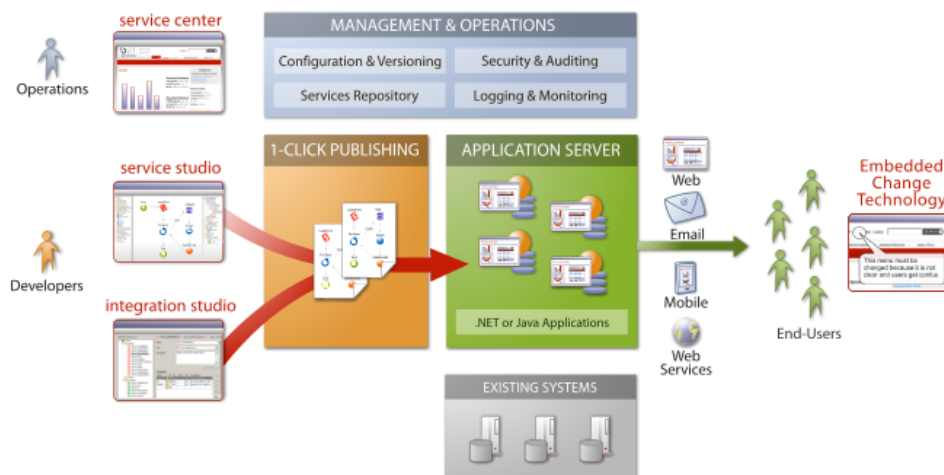 service center
MANAGEMENT & OPERATIONS
Configuration & Versioning
Security & Auditing
Services Repository
Logging & Monitoring
Operations
service studio
1-CLICK PUBLISHING
APPLICATION SERVER
Web
Email
Embedded
Change
Technology
This menu must be
changed because it is not
clear and users get confus
Developers
integration studio
Mobile
.NET or Java Applications
Web
Services
End-Users
EXISTING SYSTEMS